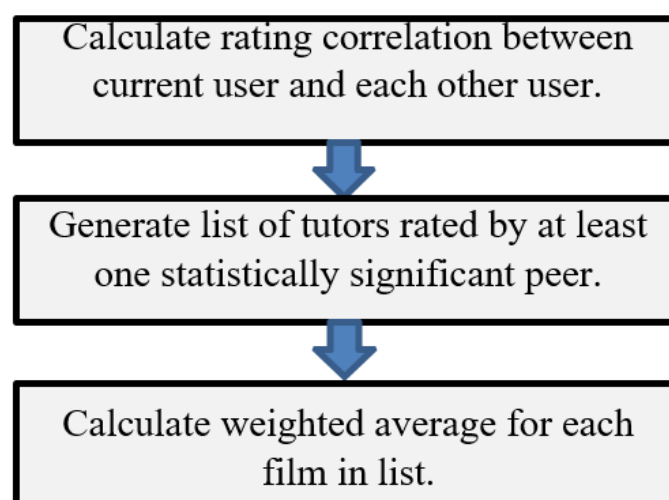 Calculate rating correlation between
current user and each other user.
Generate list of tutors rated by at least
one statistically significant peer.
Calculate weighted average for each
film in list.